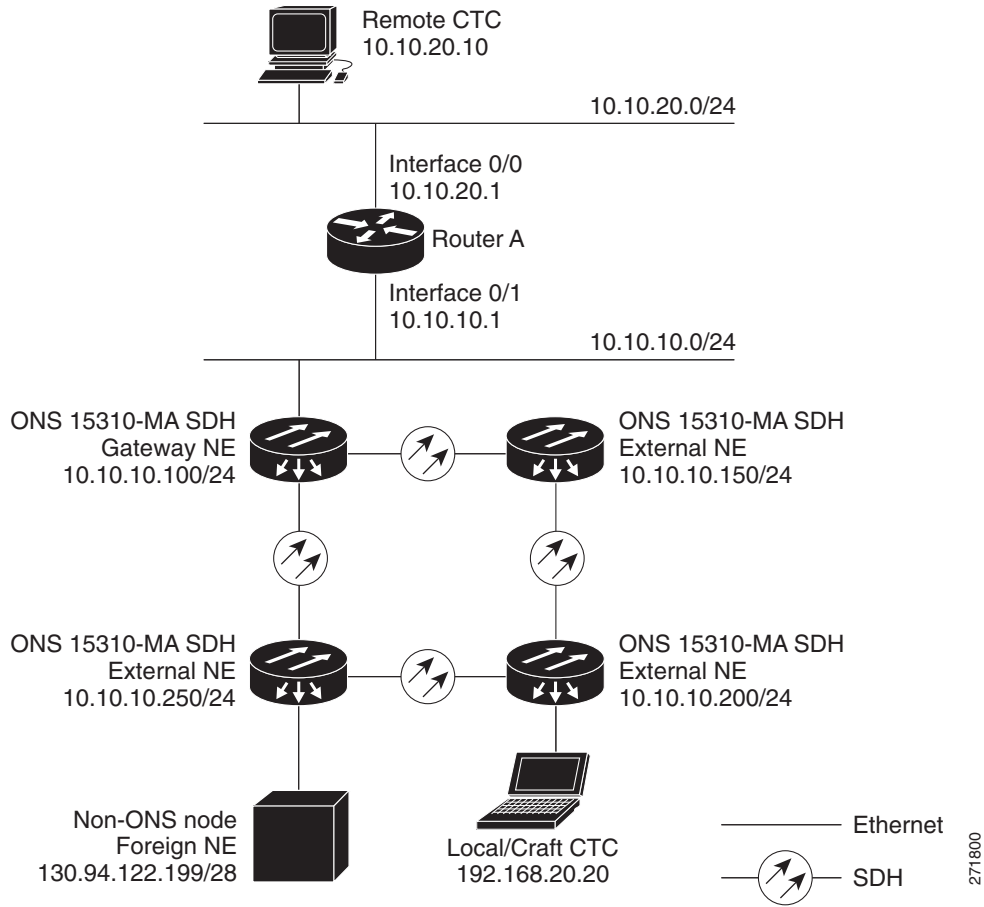 Remote CTC
10.10.20.10
10.10.20.0/24
Interface 0/0
10.10.20.1
Router A
Interface 0/1
10.10.10.1
10.10.10.0/24
ONS 15310-MA SDH
Gateway NE
10.10.10.100/24
ONS 15310-MA SDH
External NE
10.10.10.150/24
ONS 15310-MA SDH
External NE
10.10.10.250/24
ONS 15310-MA SDH
External NE
10.10.10.200/24
Non-ONS node
Foreign NE
130.94.122.199/28
Local/Craft CTC
192.168.20.20
Ethernet
SDH
271800